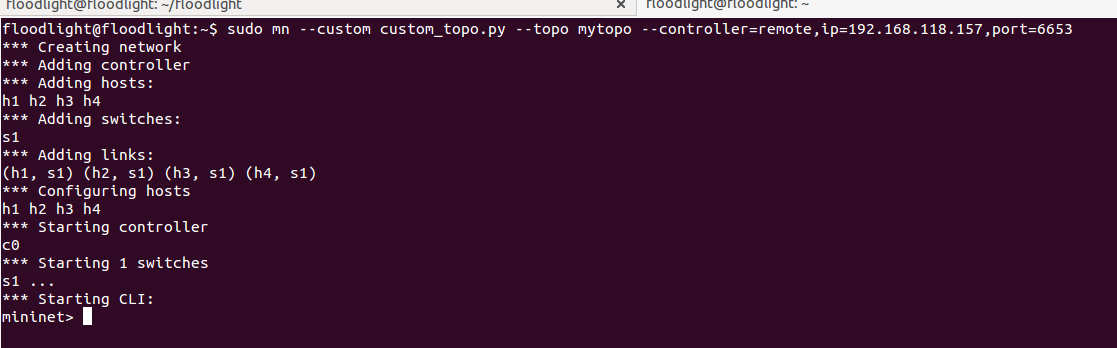 floodlight@floodlight: ~/floodlight × floodlight@floodlight: ~
floodlight@floodlight:~$ sudo mn --custom custom_topo.py --topo mytopo --controller=remote,ip=192.168.118.157,port=6653
*** Creating network
*** Adding controller
*** Adding hosts:
h1 h2 h3 h4
*** Adding switches:
s1
*** Adding links:
(h1, s1) (h2, s1) (h3, s1) (h4, s1)
*** Configuring hosts
h1 h2 h3 h4
*** Starting controller
c0
*** Starting 1 switches
s1 ...
*** Starting CLI:
mininet>